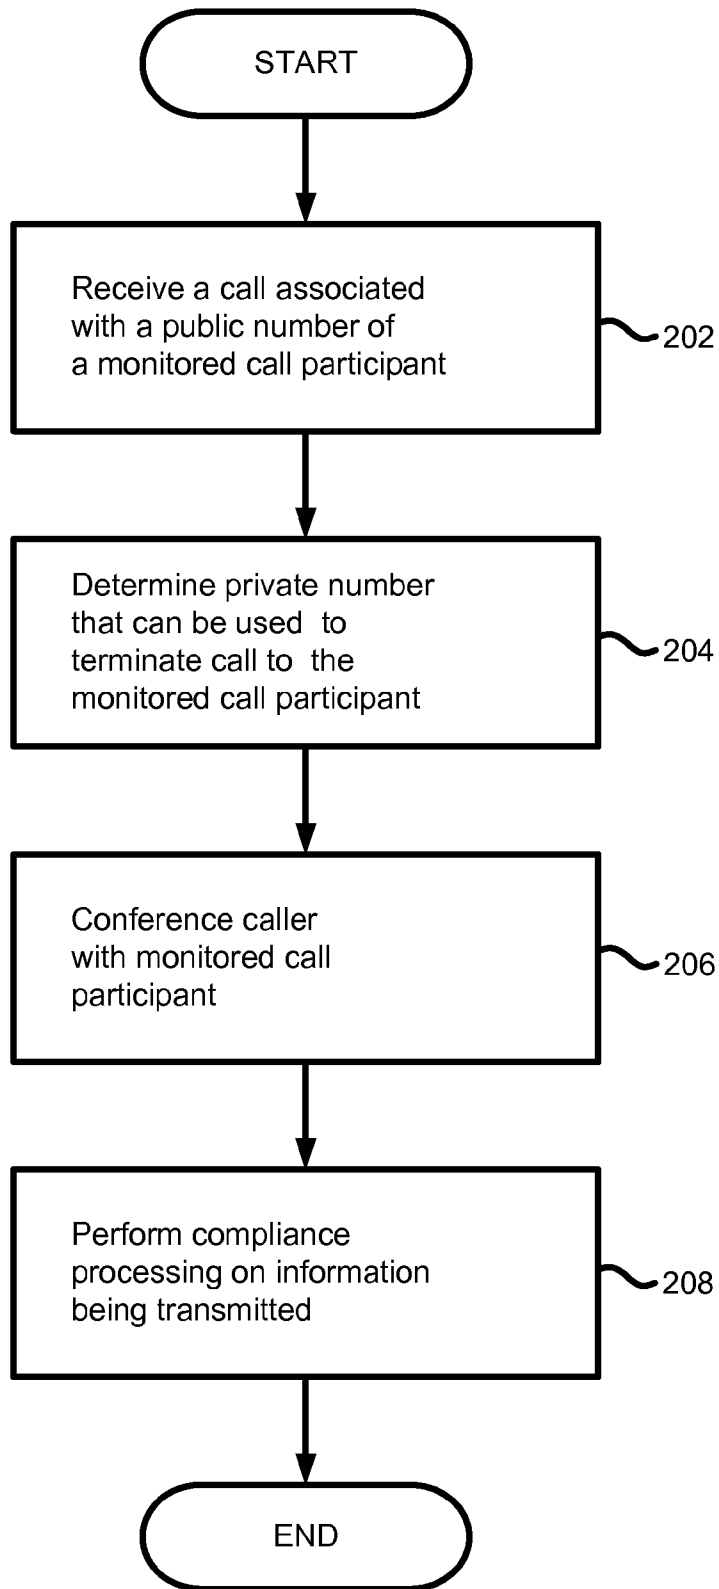 START
Receive a call associated
with a public number of
a monitored call participant
202
Determine private number
that can be used to
terminate call to the
monitored call participant
204
Conference caller
with monitored call
participant
206
Perform compliance
processing on information
being transmitted
208
END